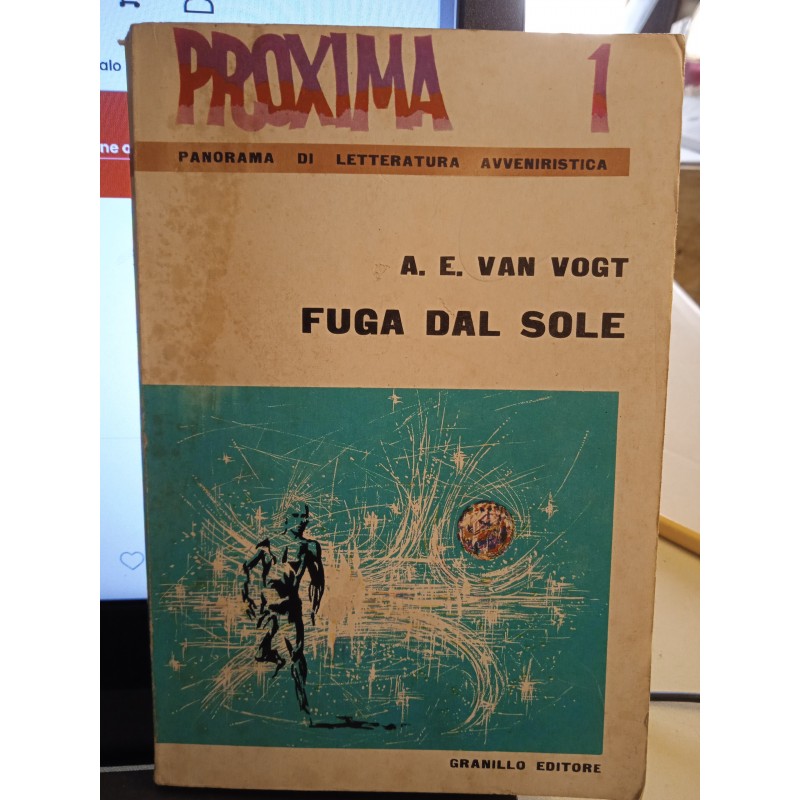 PROXIMA 1
PANORAMA DI LETTERATURA AVVENIRISTICA
A. E. VAN VOGT
FUGA DAL SOLE
GRANILLO EDITORE